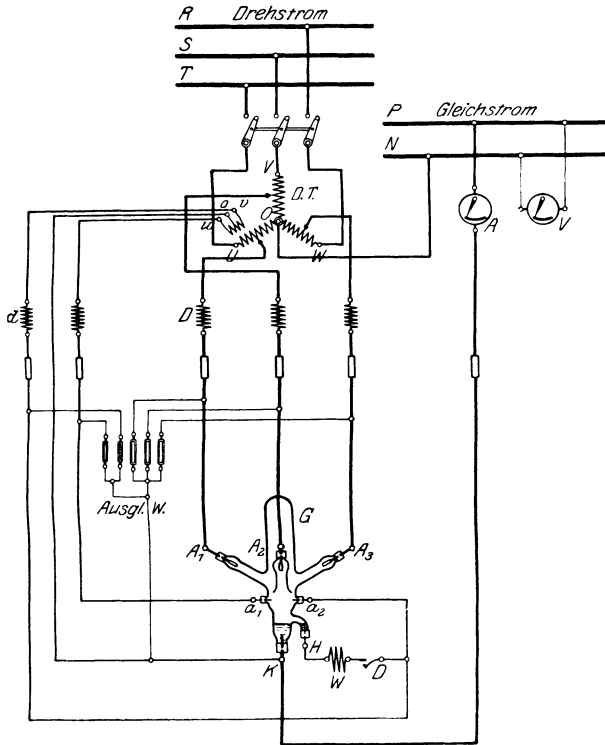 R Drehstrom
S
T
P Gleichstrom
N
V
D.T.
o v
u
O
U W
A V
d D
Ausgl. W.
G
A1 A2 A3
a1 a2
H
K W D